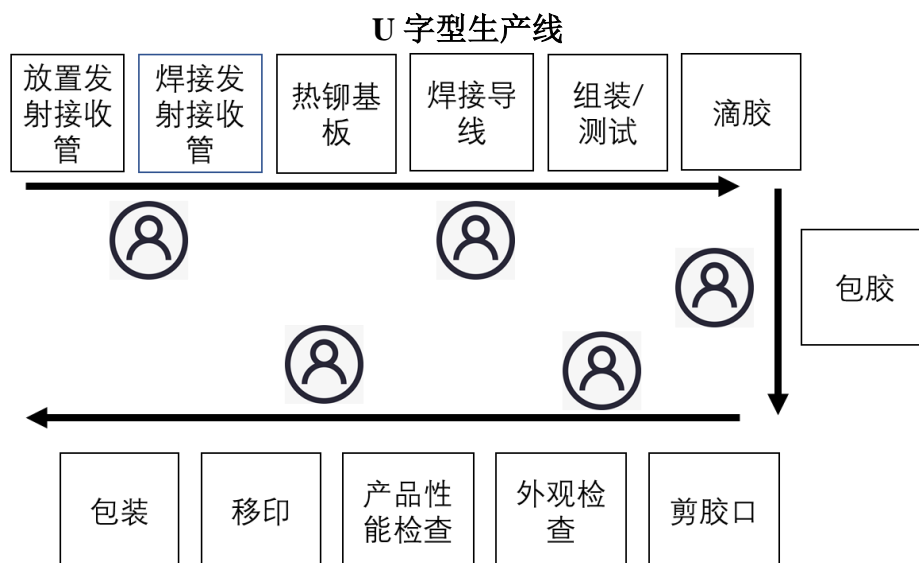 U 字型生产线
放置发
射接收
管
焊接发
射接收
管
热铆基
板
焊接导
线
组装/
测试
滴胶
包胶
包装
移印
产品性
能检查
外观检
查
剪胶口